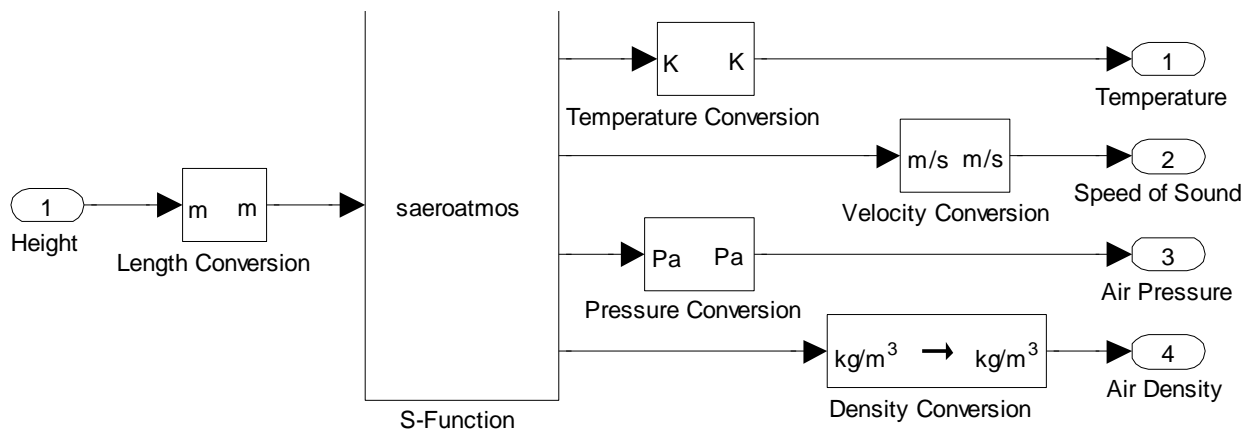 K K
1
Temperature Conversion
Temperature
m/s m/s
2
Velocity Conversion
Speed of Sound
1
Height
m m
Length Conversion
saeroatmos
S-Function
Pa Pa
3
Pressure Conversion
Air Pressure
kg/m³ → kg/m³
4
Density Conversion
Air Density